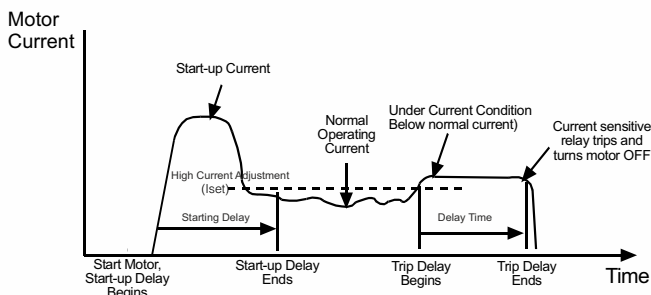 Motor
Current
Start-up Current
Normal
Operating
Current
Under Current Condition
Below normal current)
Current sensitive
relay trips and
turns motor OFF
High Current Adjustment
(Iset)
Starting Delay
Delay Time
Start Motor,
Start-up Delay
Begins
Start-up Delay
Ends
Trip Delay
Begins
Trip Delay
Ends
Time